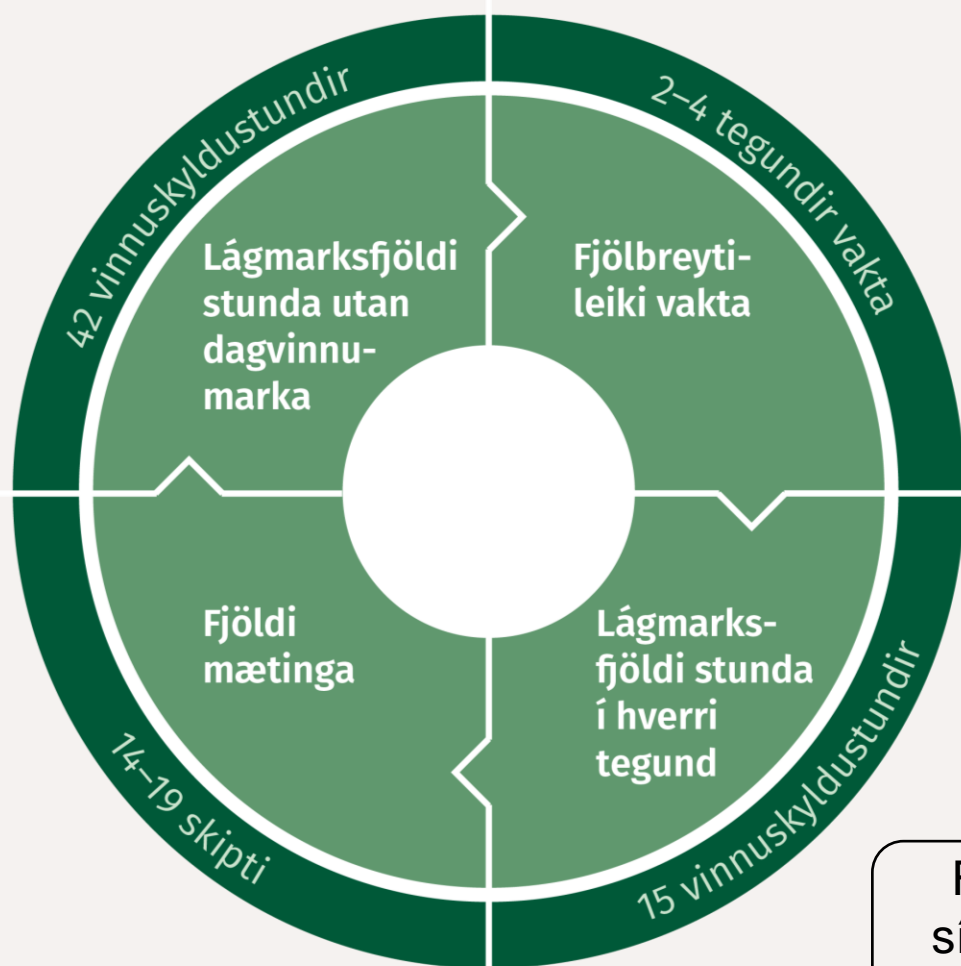 42 vinnuskyldustundir
2–4 tegundir vakta
Lágmarksfjöldi
stunda utan
dagvinnu-
marka
Fjölbreyti-
leiki vakta
Fjöldi
mætinga
Lágmarks-
fjöldi stunda
í hverri
tegund
14–19 skipti
15 vinnuskyldustundir